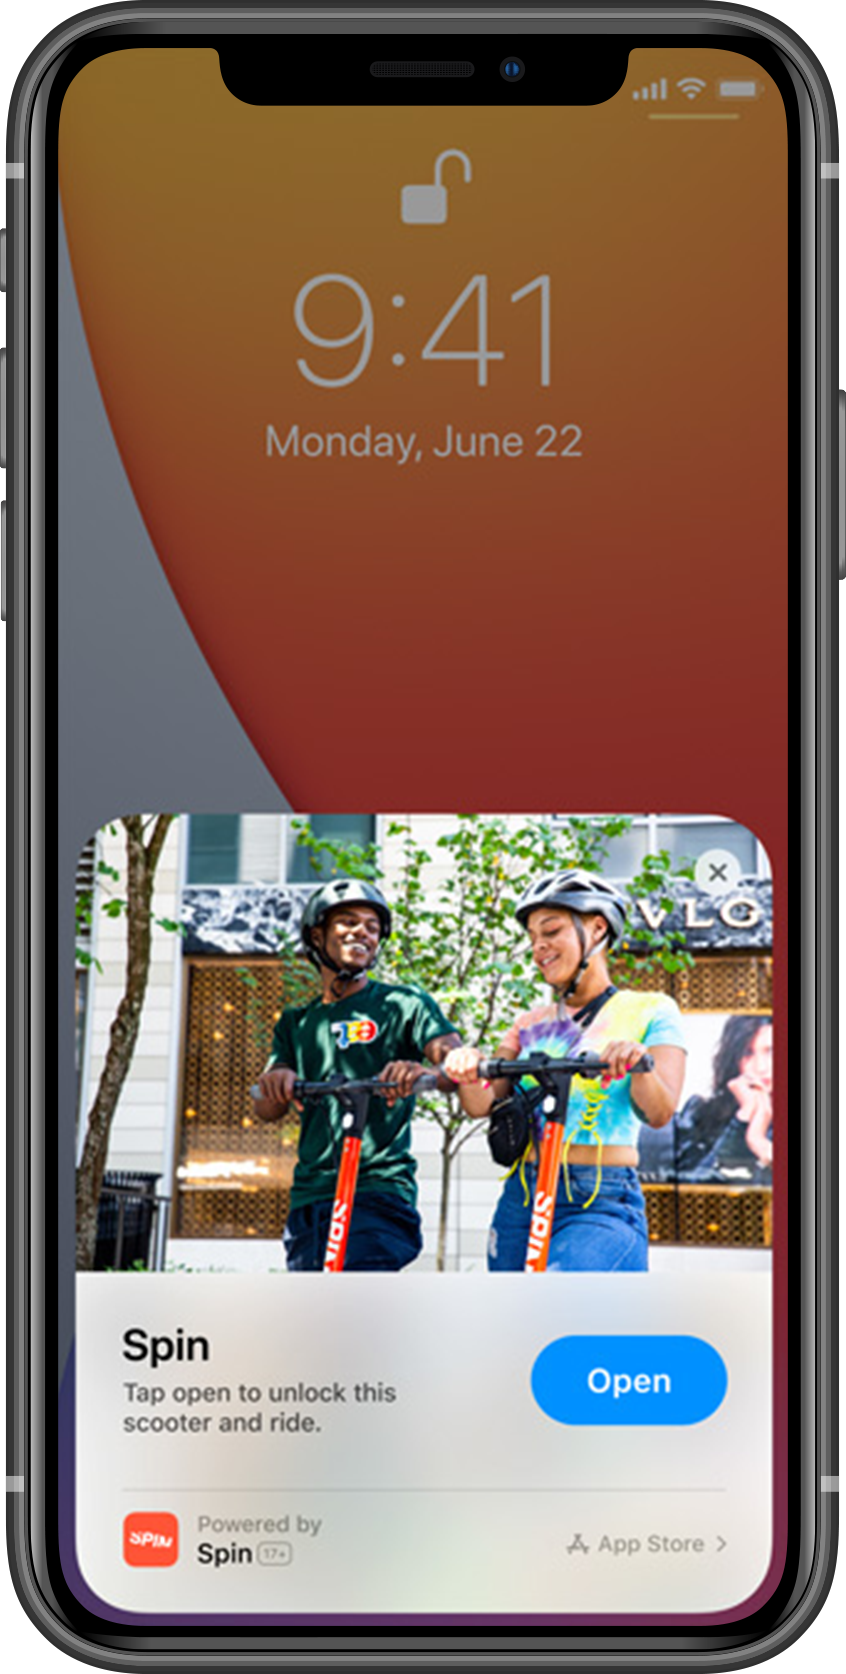 9:41
Monday, June 22
VLG
SPIN
SPIN
Spin
Tap open to unlock this
scooter and ride.
Open
SPIN
Powered by
Spin 17+
App Store